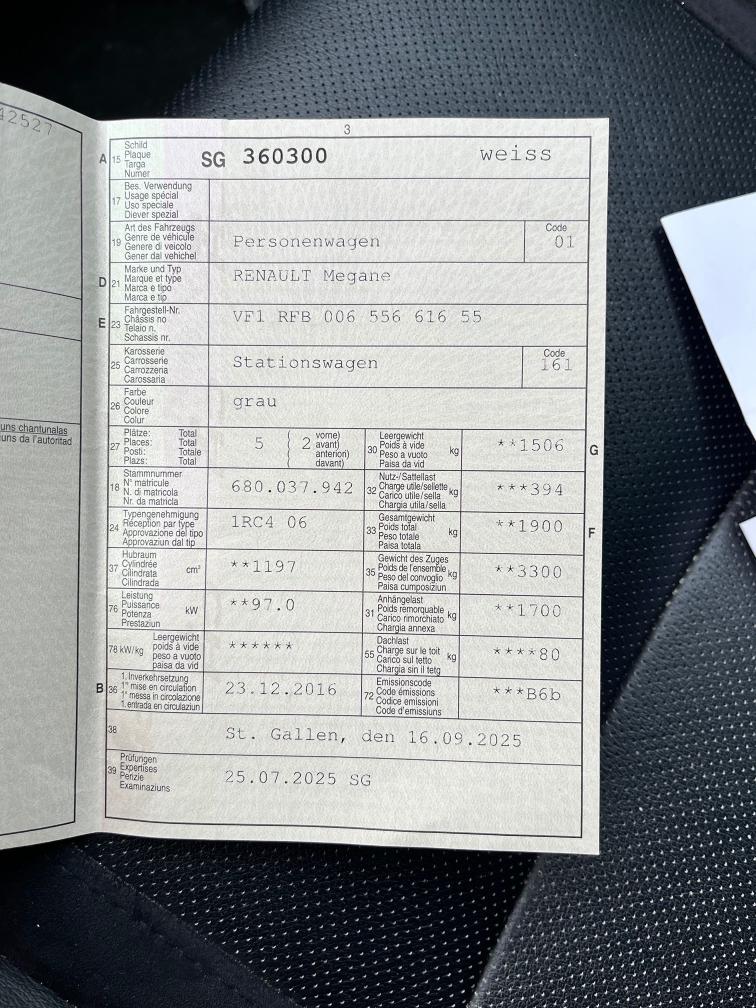 42527
uns chantunalas
uns da l'autoritad
3
A 15 Schild
Plaque
Targa
Numer
SG 360300 weiss
17 Bes. Verwendung
Usage spécial
Uso speciale
Diever spezial
19 Art des Fahrzeugs
Genre de véhicule
Genere di veicolo
Gener dal vehichel
Personenwagen
Code
01
D 21 Marke und Typ
Marque et type
Marca e tipo
Marca e tip
RENAULT Megane
E 23 Fahrgestell-Nr.
Châssis no
Telaio n.
Schassis nr.
VF1 RFB 006 556 616 55
25 Karosserie
Carrosserie
Carrozzeria
Carossaria
Stationswagen
Code
161
26 Farbe
Couleur
Colore
Colur
grau
27 Plätze: Total
Places: Total
Posti: Totale
Plazs: Total
5 ( 2 vorne)
avant)
anteriori)
davant)
30 Leergewicht
Poids à vide
Peso a vuoto
Paisa da vid
kg
**1506
G
18 Stammnummer
N° matricule
N. di matricola
Nr. da matricla
680.037.942
32 Nutz-/Sattellast
Charge utile/sellette
Carico utile/sella
Chargia utila/sella
kg
***394
24 Typengenehmigung
Réception par type
Approvazione del tipo
Approvaziun dal tip
1RC4 06
33 Gesamtgewicht
Poids total
Peso totale
Paisa totala
kg
**1900
F
37 Hubraum
Cylindrée
Cilindrata
Cilindrada
cm³
**1197
35 Gewicht des Zuges
Poids de l'ensemble
Peso del convoglio
Paisa cumposiziun
kg
**3300
76 Leistung
Puissance
Potenza
Prestaziun
kW
**97.0
31 Anhängelast
Poids remorquable
Carico rimorchiato
Chargia annexa
kg
**1700
78 kW/kg Leergewicht
poids à vide
peso a vuoto
paisa da vid
******
55 Dachlast
Charge sur le toit
Carico sul tetto
Chargia sin il tetg
kg
****80
B 36 1. Inverkehrsetzung
1re mise en circulation
1a messa in circolazione
1. entrada en circulaziun
23.12.2016
72 Emissionscode
Code émissions
Codice emissioni
Code d'emissiuns
***B6b
38
St. Gallen, den 16.09.2025
39 Prüfungen
Expertises
Perizie
Examinaziuns
25.07.2025 SG